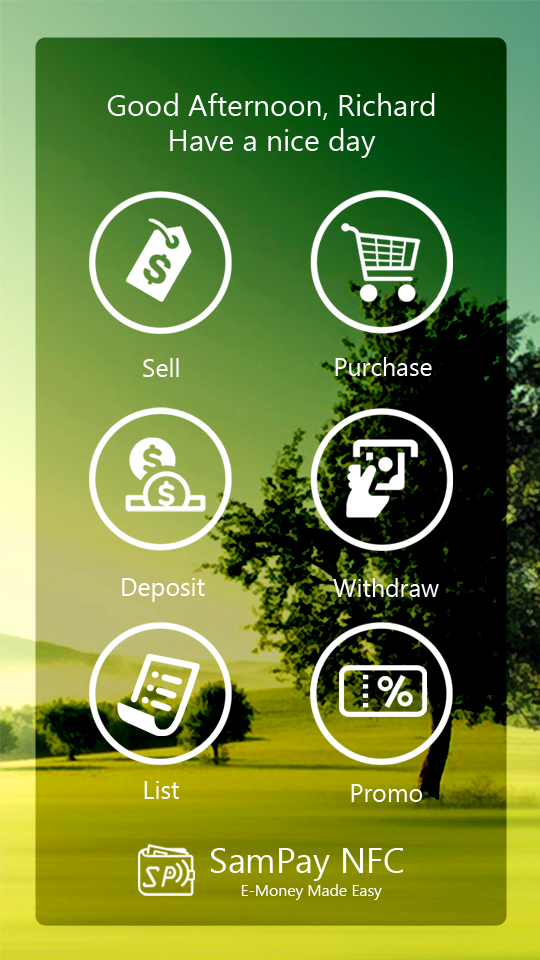 Good Afternoon, Richard
Have a nice day
$
Sell
Purchase
$
$
Deposit
Withdraw
%
List
Promo
SP
SamPay NFC
E-Money Made Easy